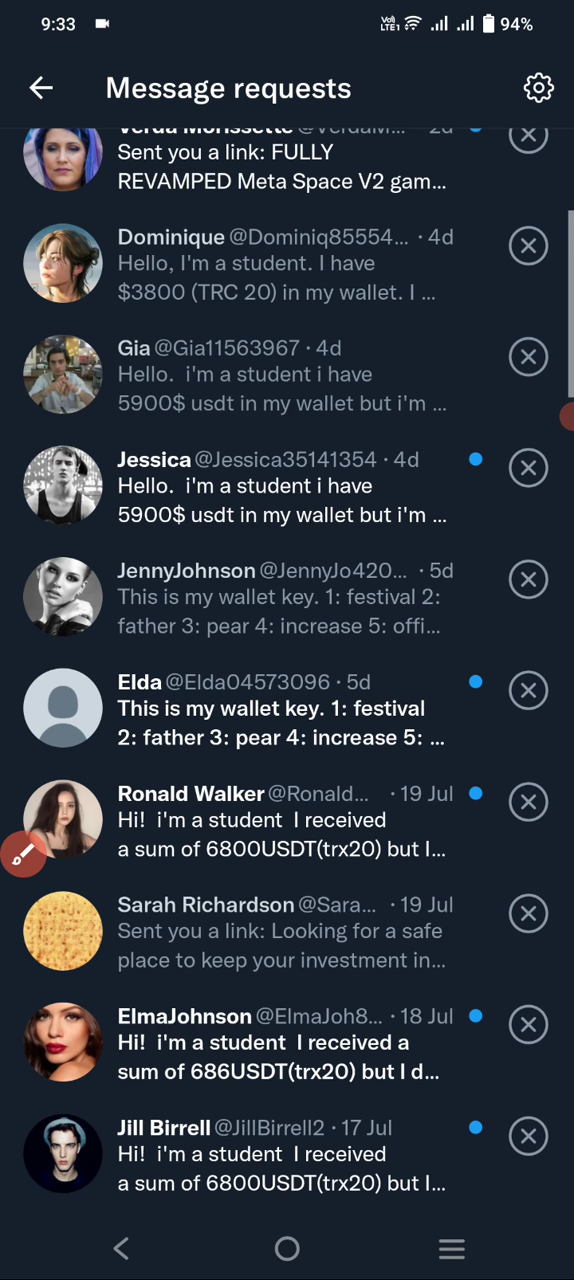 9:33 Vo) LTE1 94%
Message requests
Verda Morissette @VerdaM... · 2d
Sent you a link: FULLY
REVAMPED Meta Space V2 gam...
Dominique @Dominiq85554... · 4d
Hello, I'm a student. I have
$3800 (TRC 20) in my wallet. I ...
Gia @Gia11563967 · 4d
Hello.  i'm a student i have
5900$ usdt in my wallet but i'm ...
Jessica @Jessica35141354 · 4d
Hello.  i'm a student i have
5900$ usdt in my wallet but i'm ...
JennyJohnson @JennyJo420... · 5d
This is my wallet key. 1: festival 2:
father 3: pear 4: increase 5: offi...
Elda @Elda04573096 · 5d
This is my wallet key. 1: festival
2: father 3: pear 4: increase 5: ...
Ronald Walker @Ronald... · 19 Jul
Hi!  i'm a student  I received
a sum of 6800USDT(trx20) but I...
Sarah Richardson @Sara... · 19 Jul
Sent you a link: Looking for a safe
place to keep your investment in...
ElmaJohnson @ElmaJoh8... · 18 Jul
Hi!  i'm a student  I received a
sum of 686USDT(trx20) but I d...
Jill Birrell @JillBirrell2 · 17 Jul
Hi!  i'm a student  I received
a sum of 6800USDT(trx20) but I...